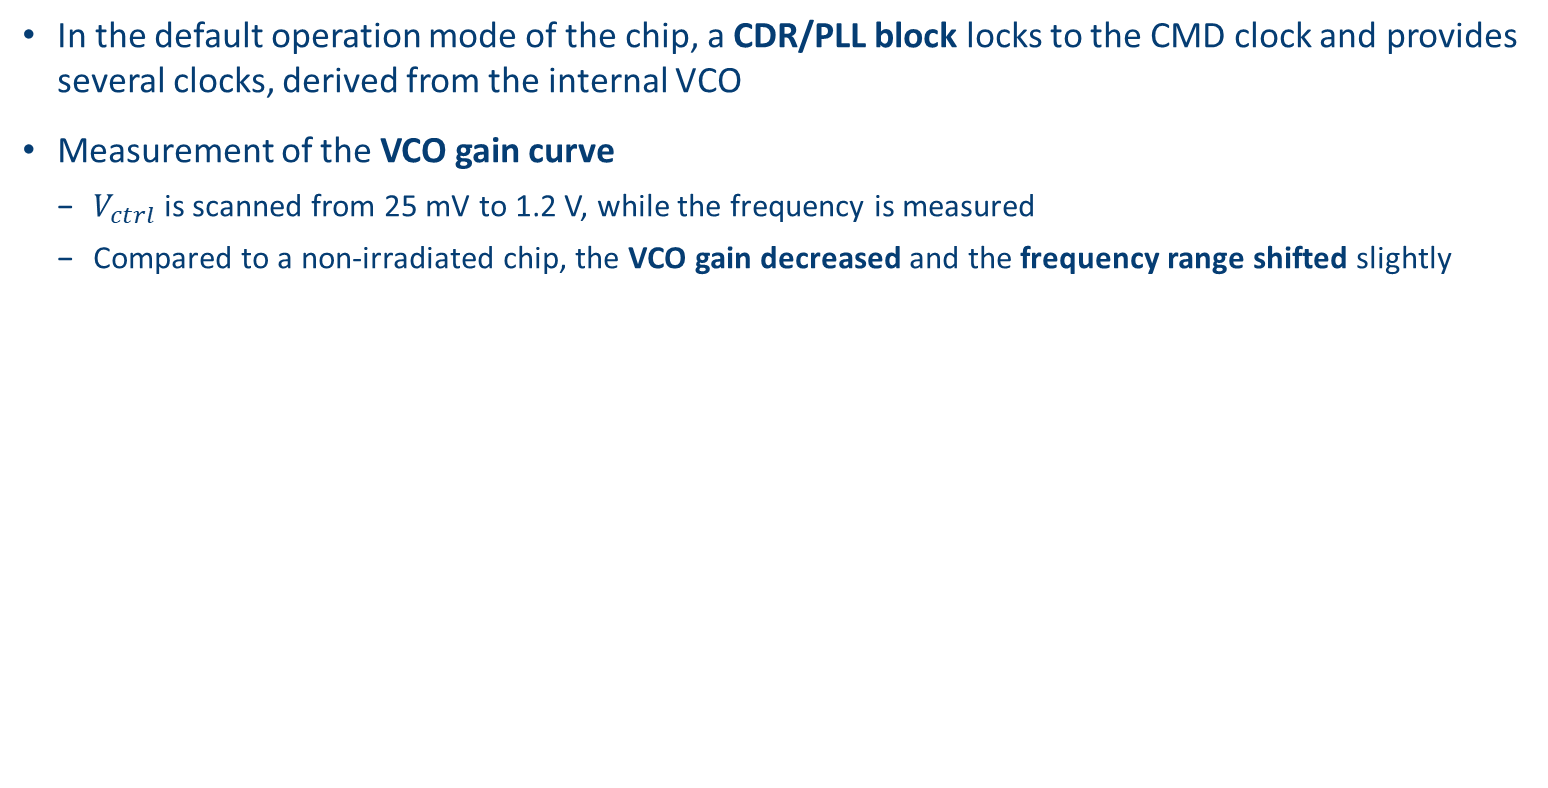 • In the default operation mode of the chip, a CDR/PLL block locks to the CMD clock and provides
several clocks, derived from the internal VCO
• Measurement of the VCO gain curve
− V_ctrl is scanned from 25 mV to 1.2 V, while the frequency is measured
− Compared to a non-irradiated chip, the VCO gain decreased and the frequency range shifted slightly